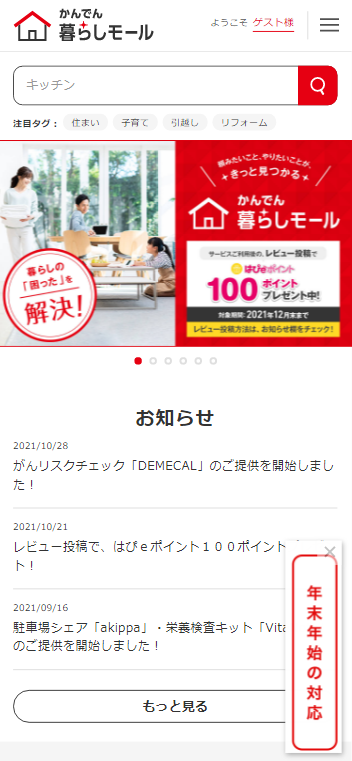 かんでん
暮らしモール
ようこそ ゲスト様
キッチン
注目タグ： 住まい 子育て 引越し リフォーム
頼みたいこと、やりたいことが、
きっと見つかる
かんでん
暮らしモール
暮らしの
「困った」を
解決!
サービスご利用後の、レビュー投稿で
はぴeポイント
100ポイント
プレゼント中!
対象期間：2021年12月末まで
レビュー投稿方法は、お知らせ欄をチェック！
お知らせ
2021/10/28
がんリスクチェック「DEMECAL」のご提供を開始しまし
た！
2021/10/21
レビュー投稿で、はぴｅポイント１００ポイント
ト！
2021/09/16
駐車場シェア「akippa」・栄養検査キット「Vita
のご提供を開始しました！
もっと見る
年末年始の対応